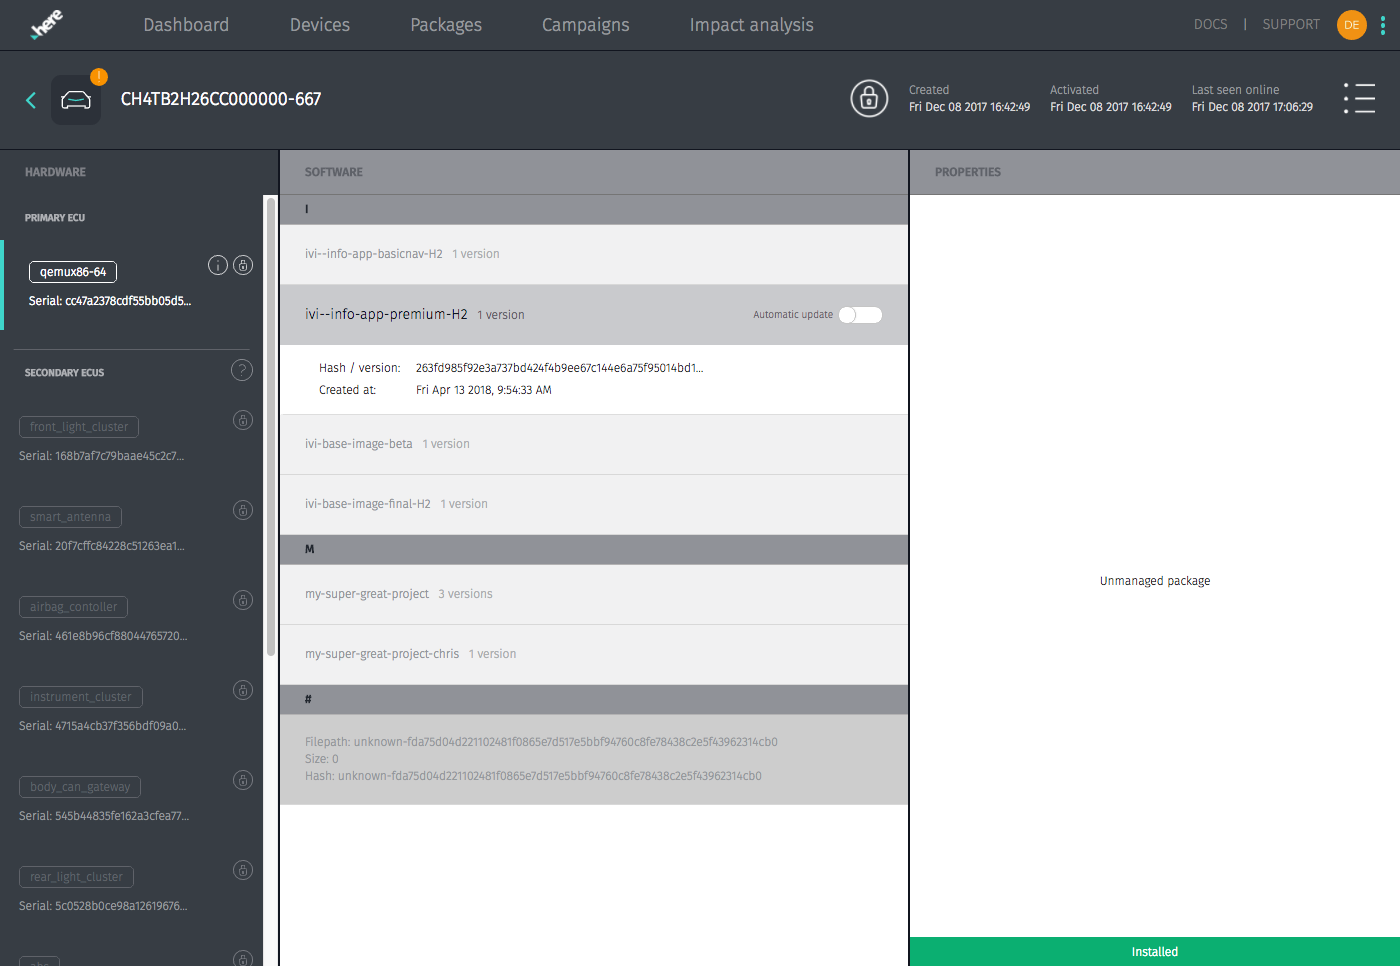 here
Dashboard
Devices
Packages
Campaigns
Impact analysis
DOCS
|
SUPPORT
DE
!
CH4TB2H26CC000000-667
Created
Fri Dec 08 2017 16:42:49
Activated
Fri Dec 08 2017 16:42:49
Last seen online
Fri Dec 08 2017 17:06:29
HARDWARE
PRIMARY ECU
qemux86-64
i
Serial: cc47a2378cdf55bb05d5...
SECONDARY ECUS
?
front_light_cluster
Serial: 168b7af7c79baae45c2c7...
smart_antenna
Serial: 20f7cffc84228c51263ea1...
airbag_contoller
Serial: 461e8b96cf88044765720...
instrument_cluster
Serial: 4715a4cb37f356bdf09a0...
body_can_gateway
Serial: 545b44835fe162a3cfea77...
rear_light_cluster
Serial: 5c0528b0ce98a12619676...
abs
SOFTWARE
I
ivi--info-app-basicnav-H2 1 version
ivi--info-app-premium-H2 1 version
Automatic update
Hash / version: 263fd985f92e3a737bd424f4b9ee67c144e6a75f95014bd1...
Created at: Fri Apr 13 2018, 9:54:33 AM
ivi-base-image-beta 1 version
ivi-base-image-final-H2 1 version
M
my-super-great-project 3 versions
my-super-great-project-chris 1 version
#
Filepath: unknown-fda75d04d221102481f0865e7d517e5bbf94760c8fe78438c2e5f43962314cb0
Size: 0
Hash: unknown-fda75d04d221102481f0865e7d517e5bbf94760c8fe78438c2e5f43962314cb0
PROPERTIES
Unmanaged package
Installed